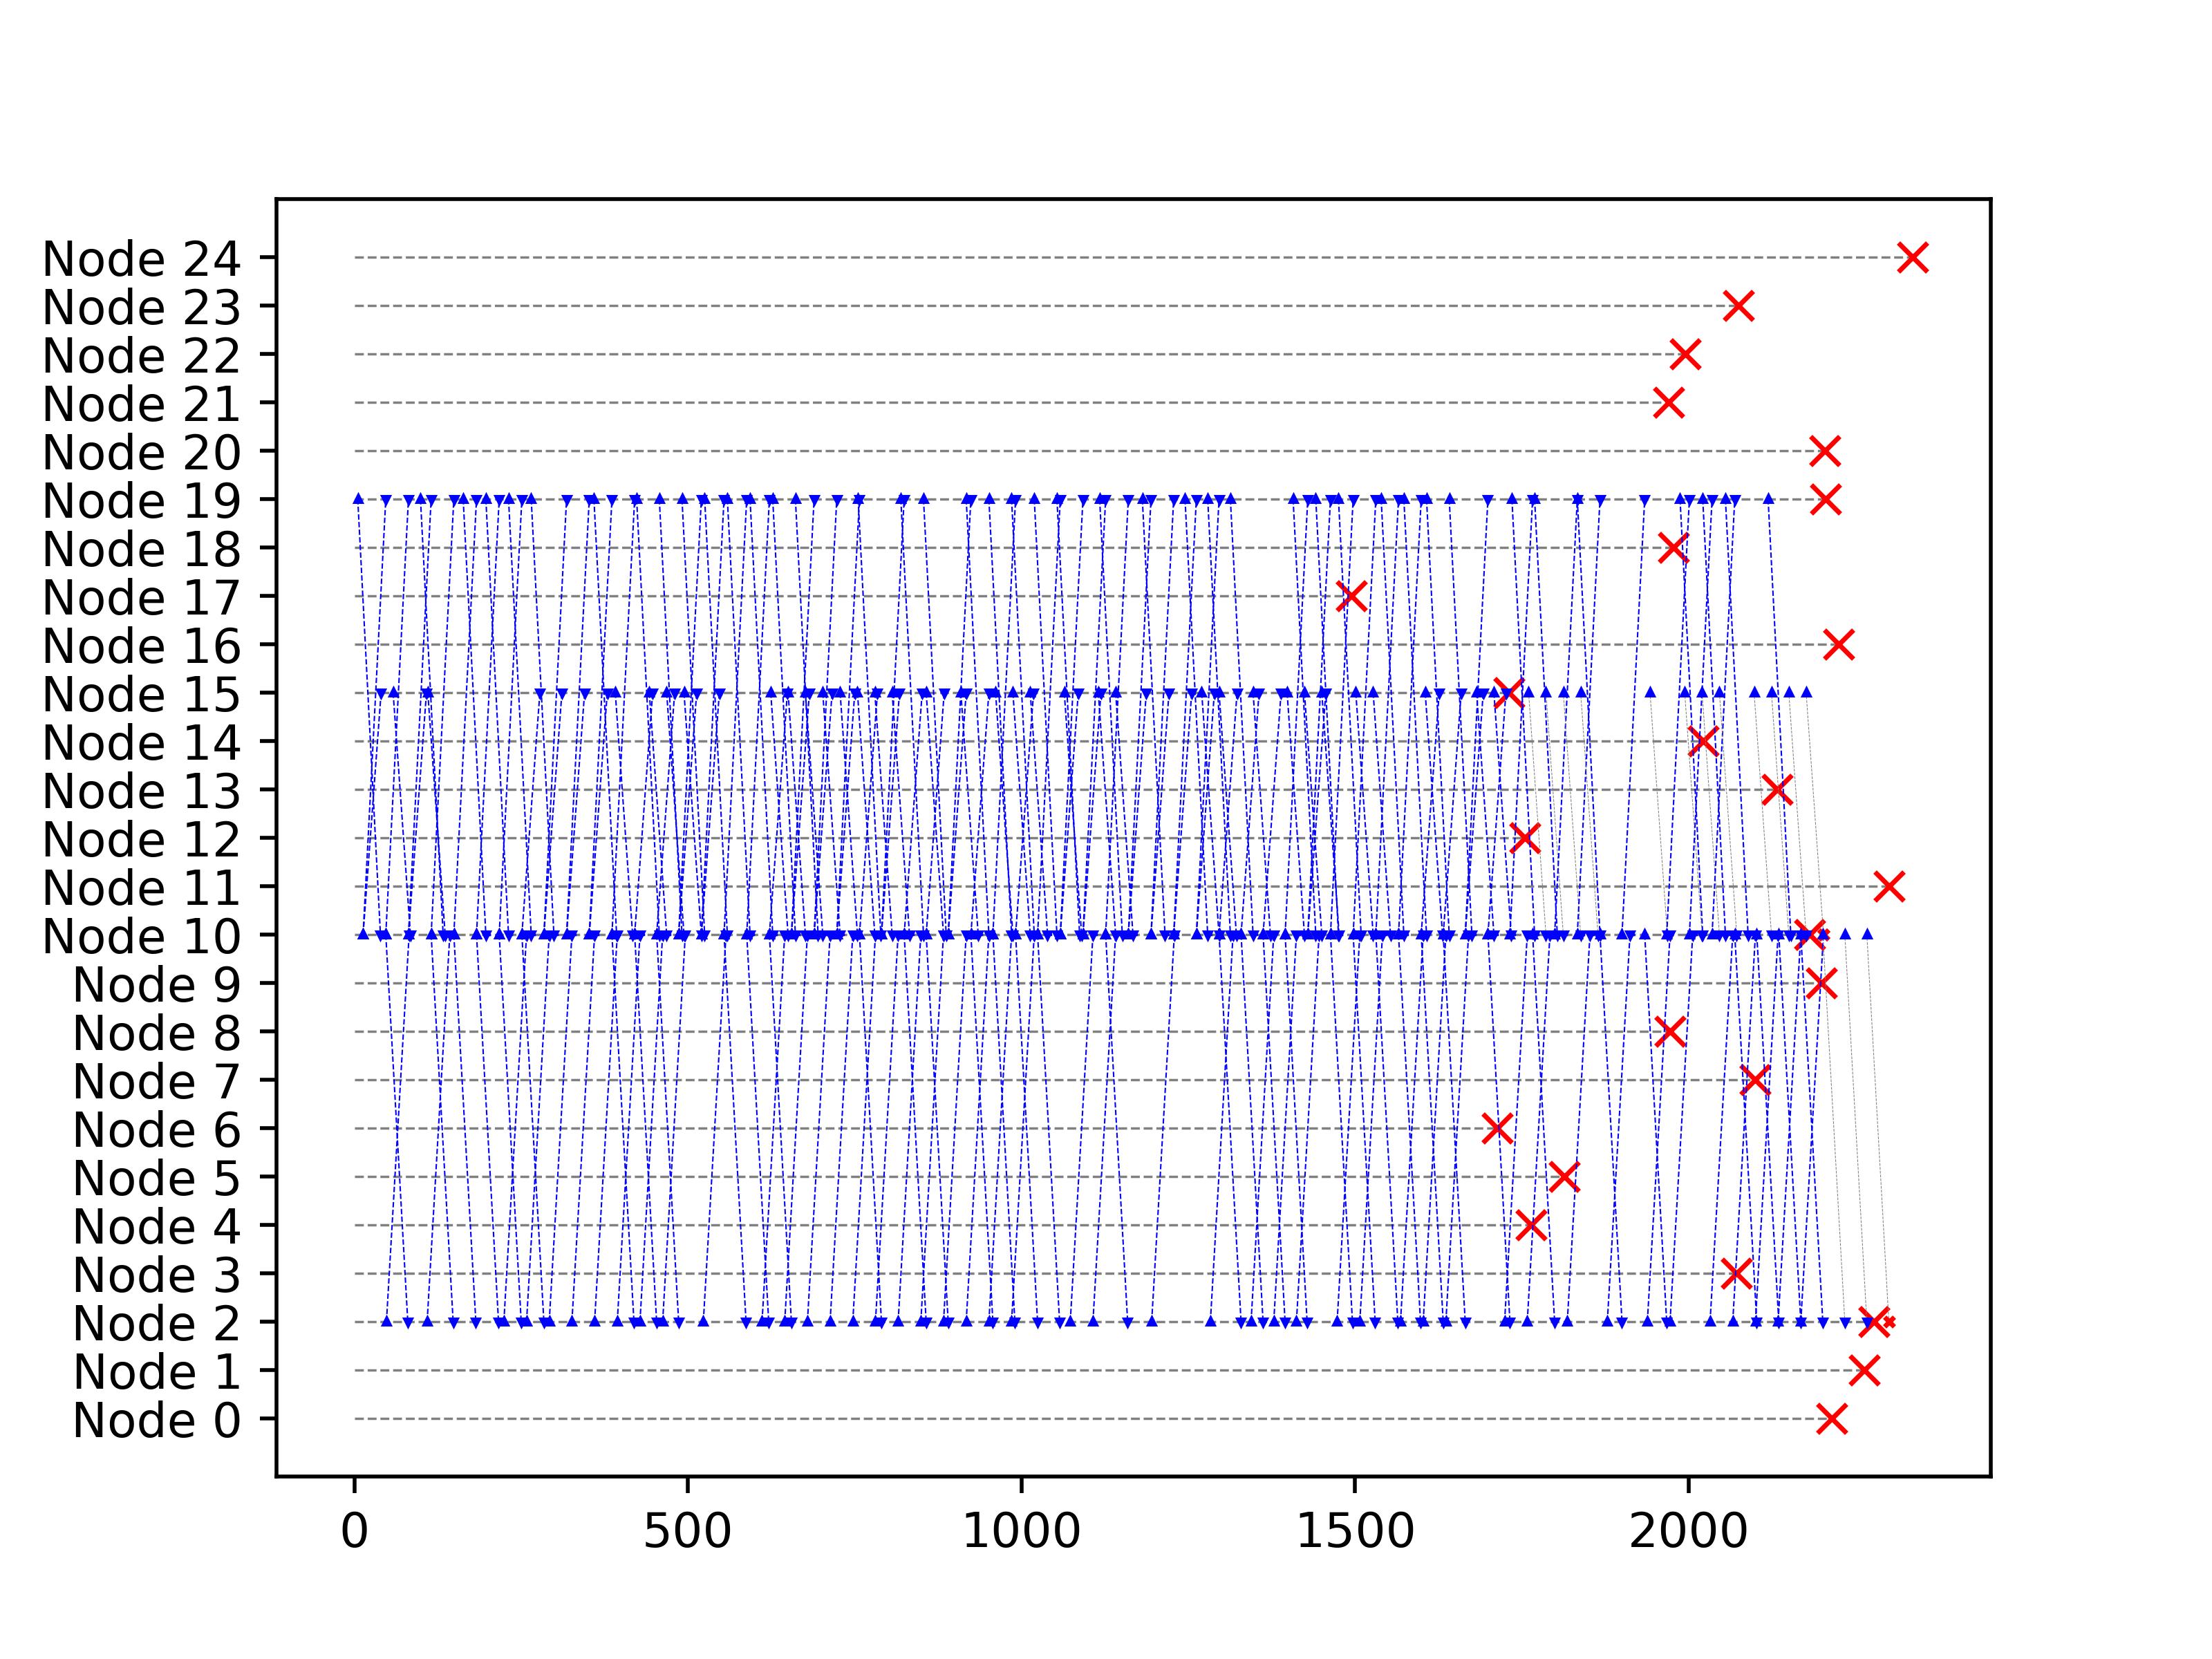 Node 24
Node 23
Node 22
Node 21
Node 20
Node 19
Node 18
Node 17
Node 16
Node 15
Node 14
Node 13
Node 12
Node 11
Node 10
Node 9
Node 8
Node 7
Node 6
Node 5
Node 4
Node 3
Node 2
Node 1
Node 0
0 500 1000 1500 2000